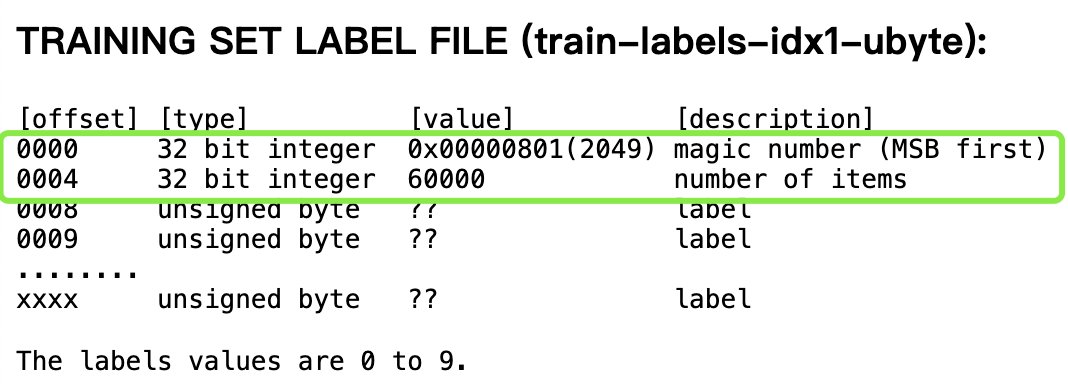 TRAINING SET LABEL FILE (train-labels-idx1-ubyte):
[offset] [type] [value] [description]
0000 32 bit integer 0x00000801(2049) magic number (MSB first)
0004 32 bit integer 60000 number of items
0008 unsigned byte ?? label
0009 unsigned byte ?? label
........
xxxx unsigned byte ?? label
The labels values are 0 to 9.